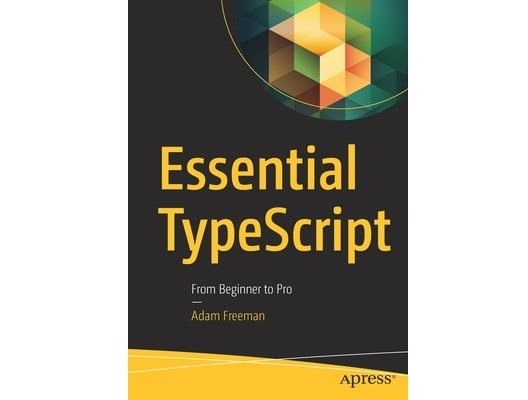 Essential
TypeScript
From Beginner to Pro
Adam Freeman
Apress®